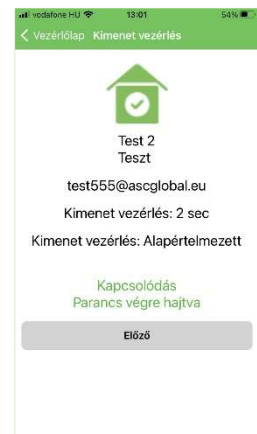 vodafone HU 13:01 54%
Vezérlőlap Kimenet vezérlés
Test 2
Teszt
test555@ascglobal.eu
Kimenet vezérlés: 2 sec
Kimenet vezérlés: Alapértelmezett
Kapcsolódás
Parancs végre hajtva
Előző